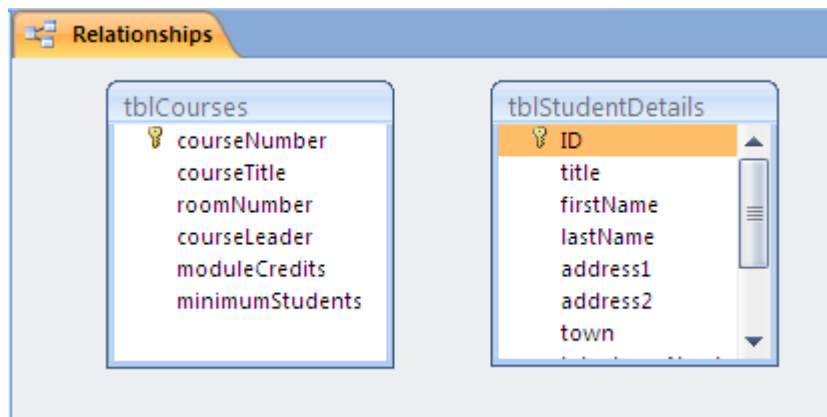 Relationships
tblCourses
courseNumber
courseTitle
roomNumber
courseLeader
moduleCredits
minimumStudents
tblStudentDetails
ID
title
firstName
lastName
address1
address2
town